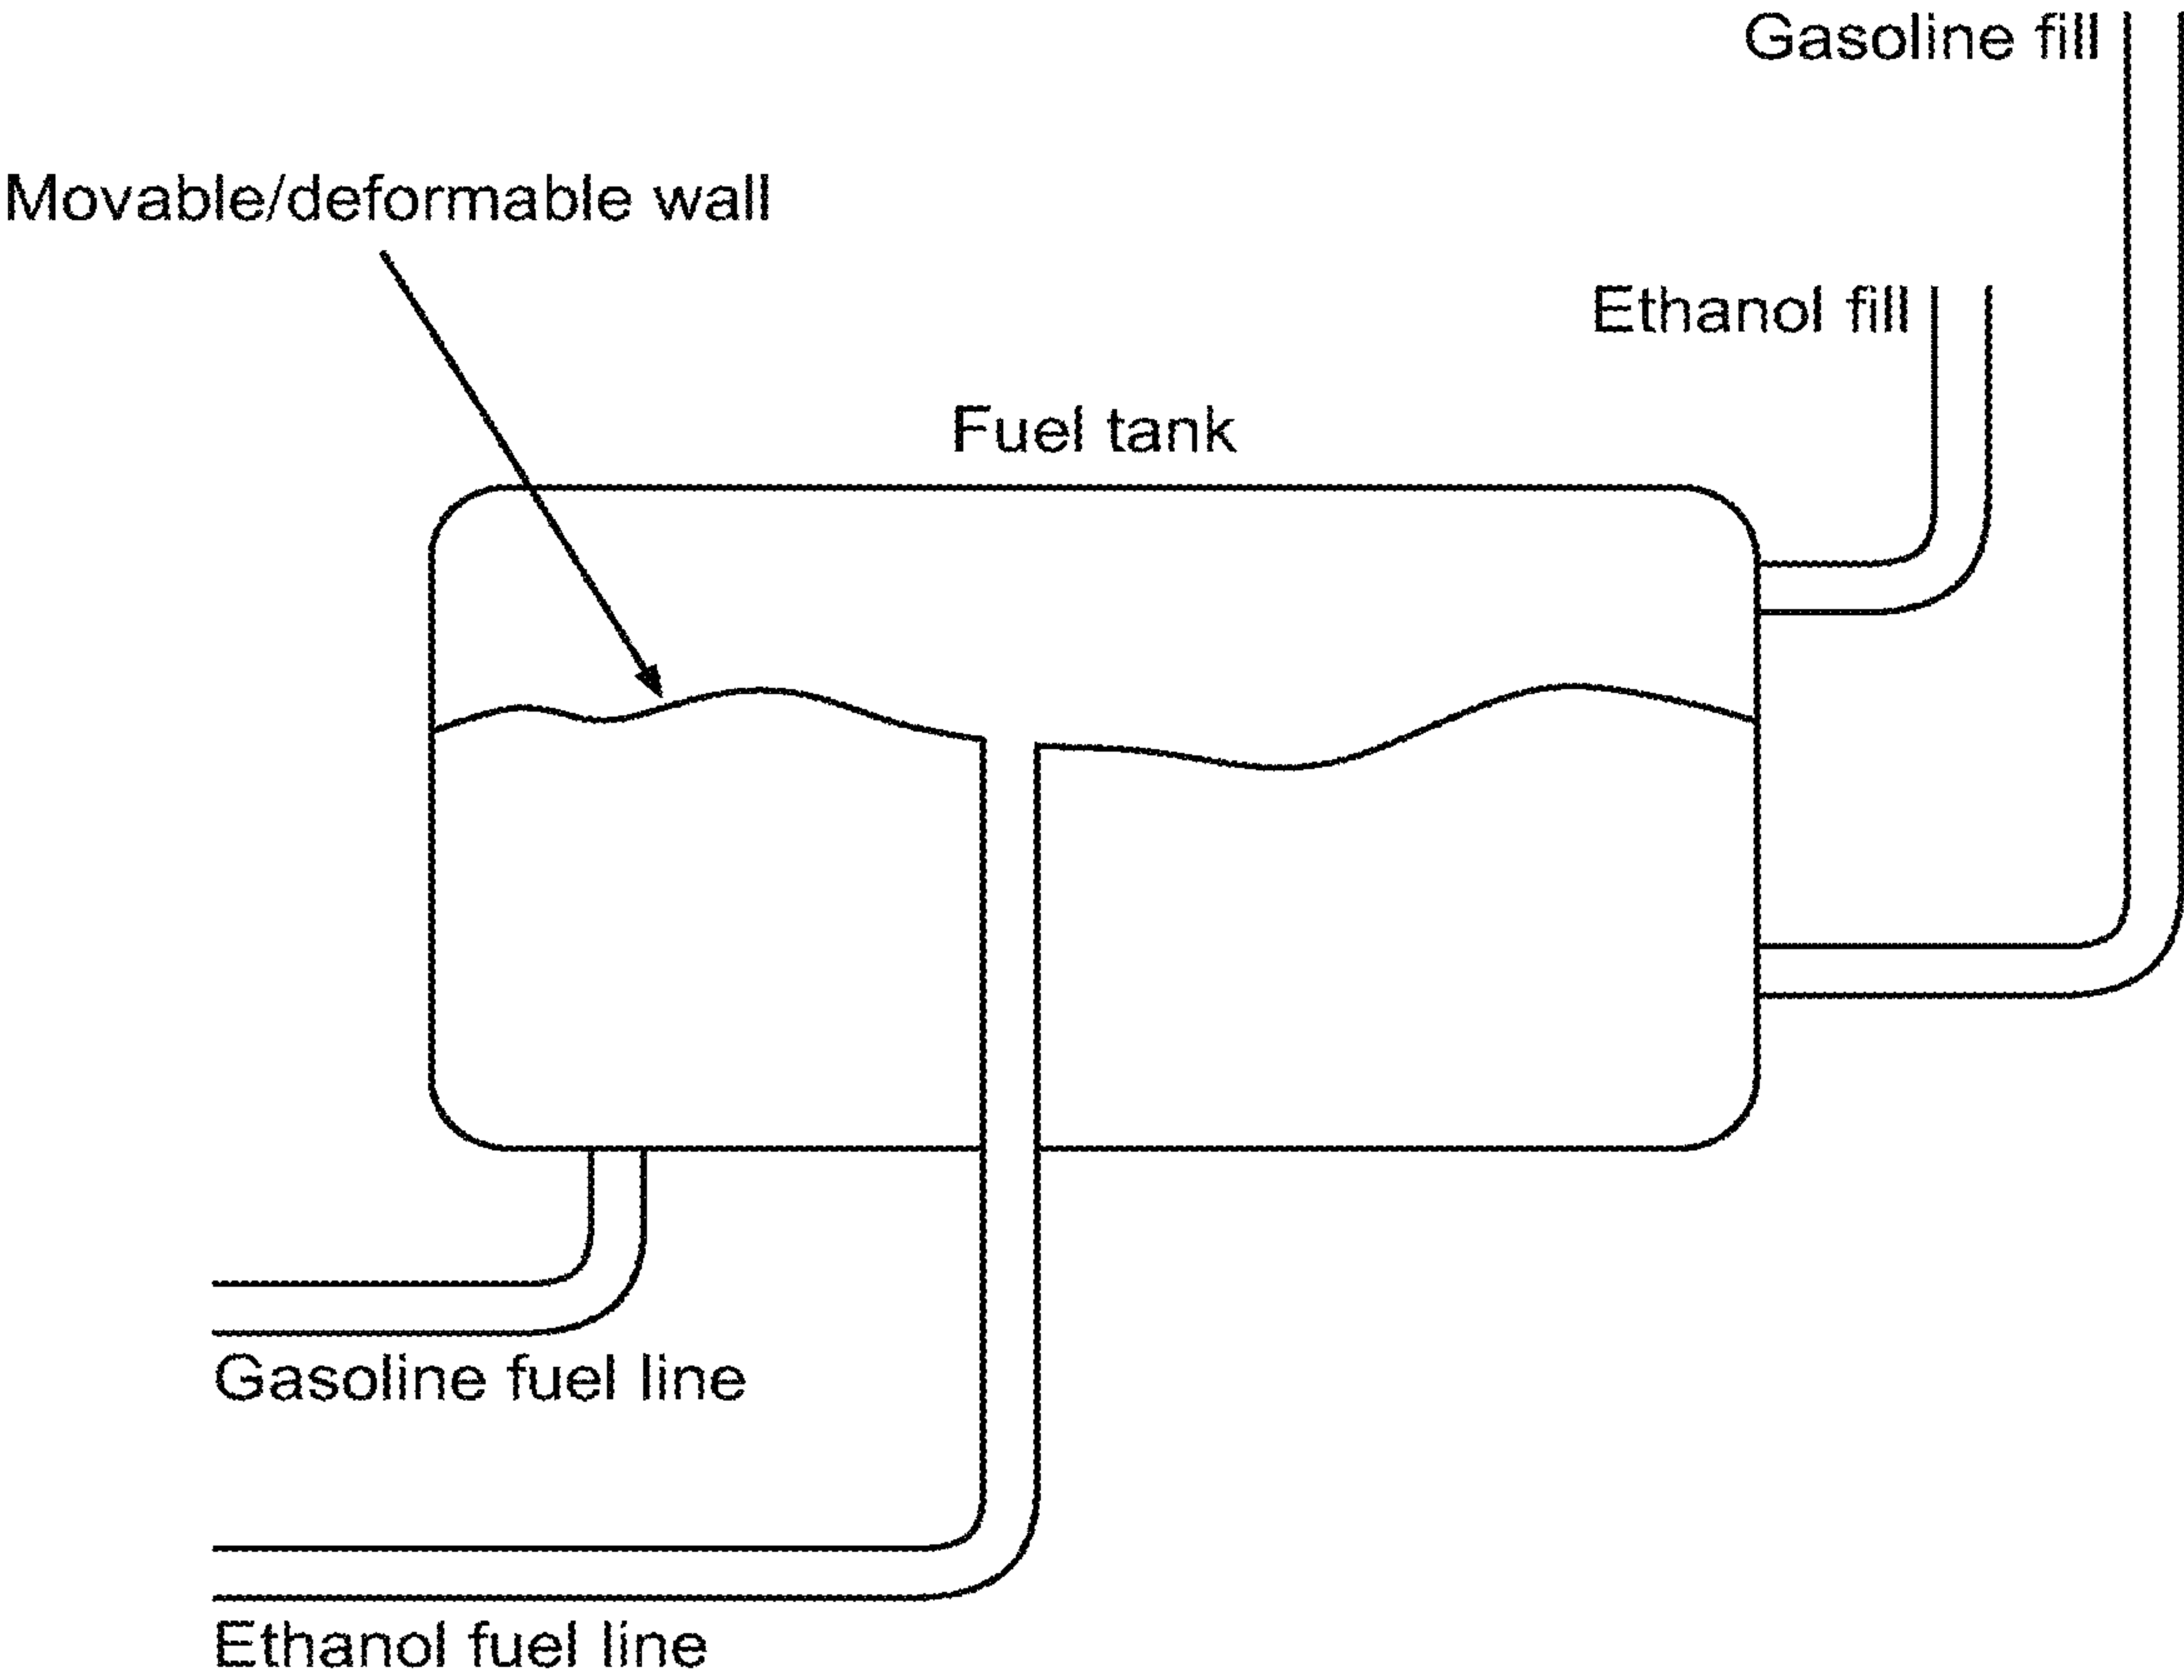 Gasoline fill
Movable/deformable wall
Ethanol fill
Fuel tank
Gasoline fuel line
Ethanol fuel line